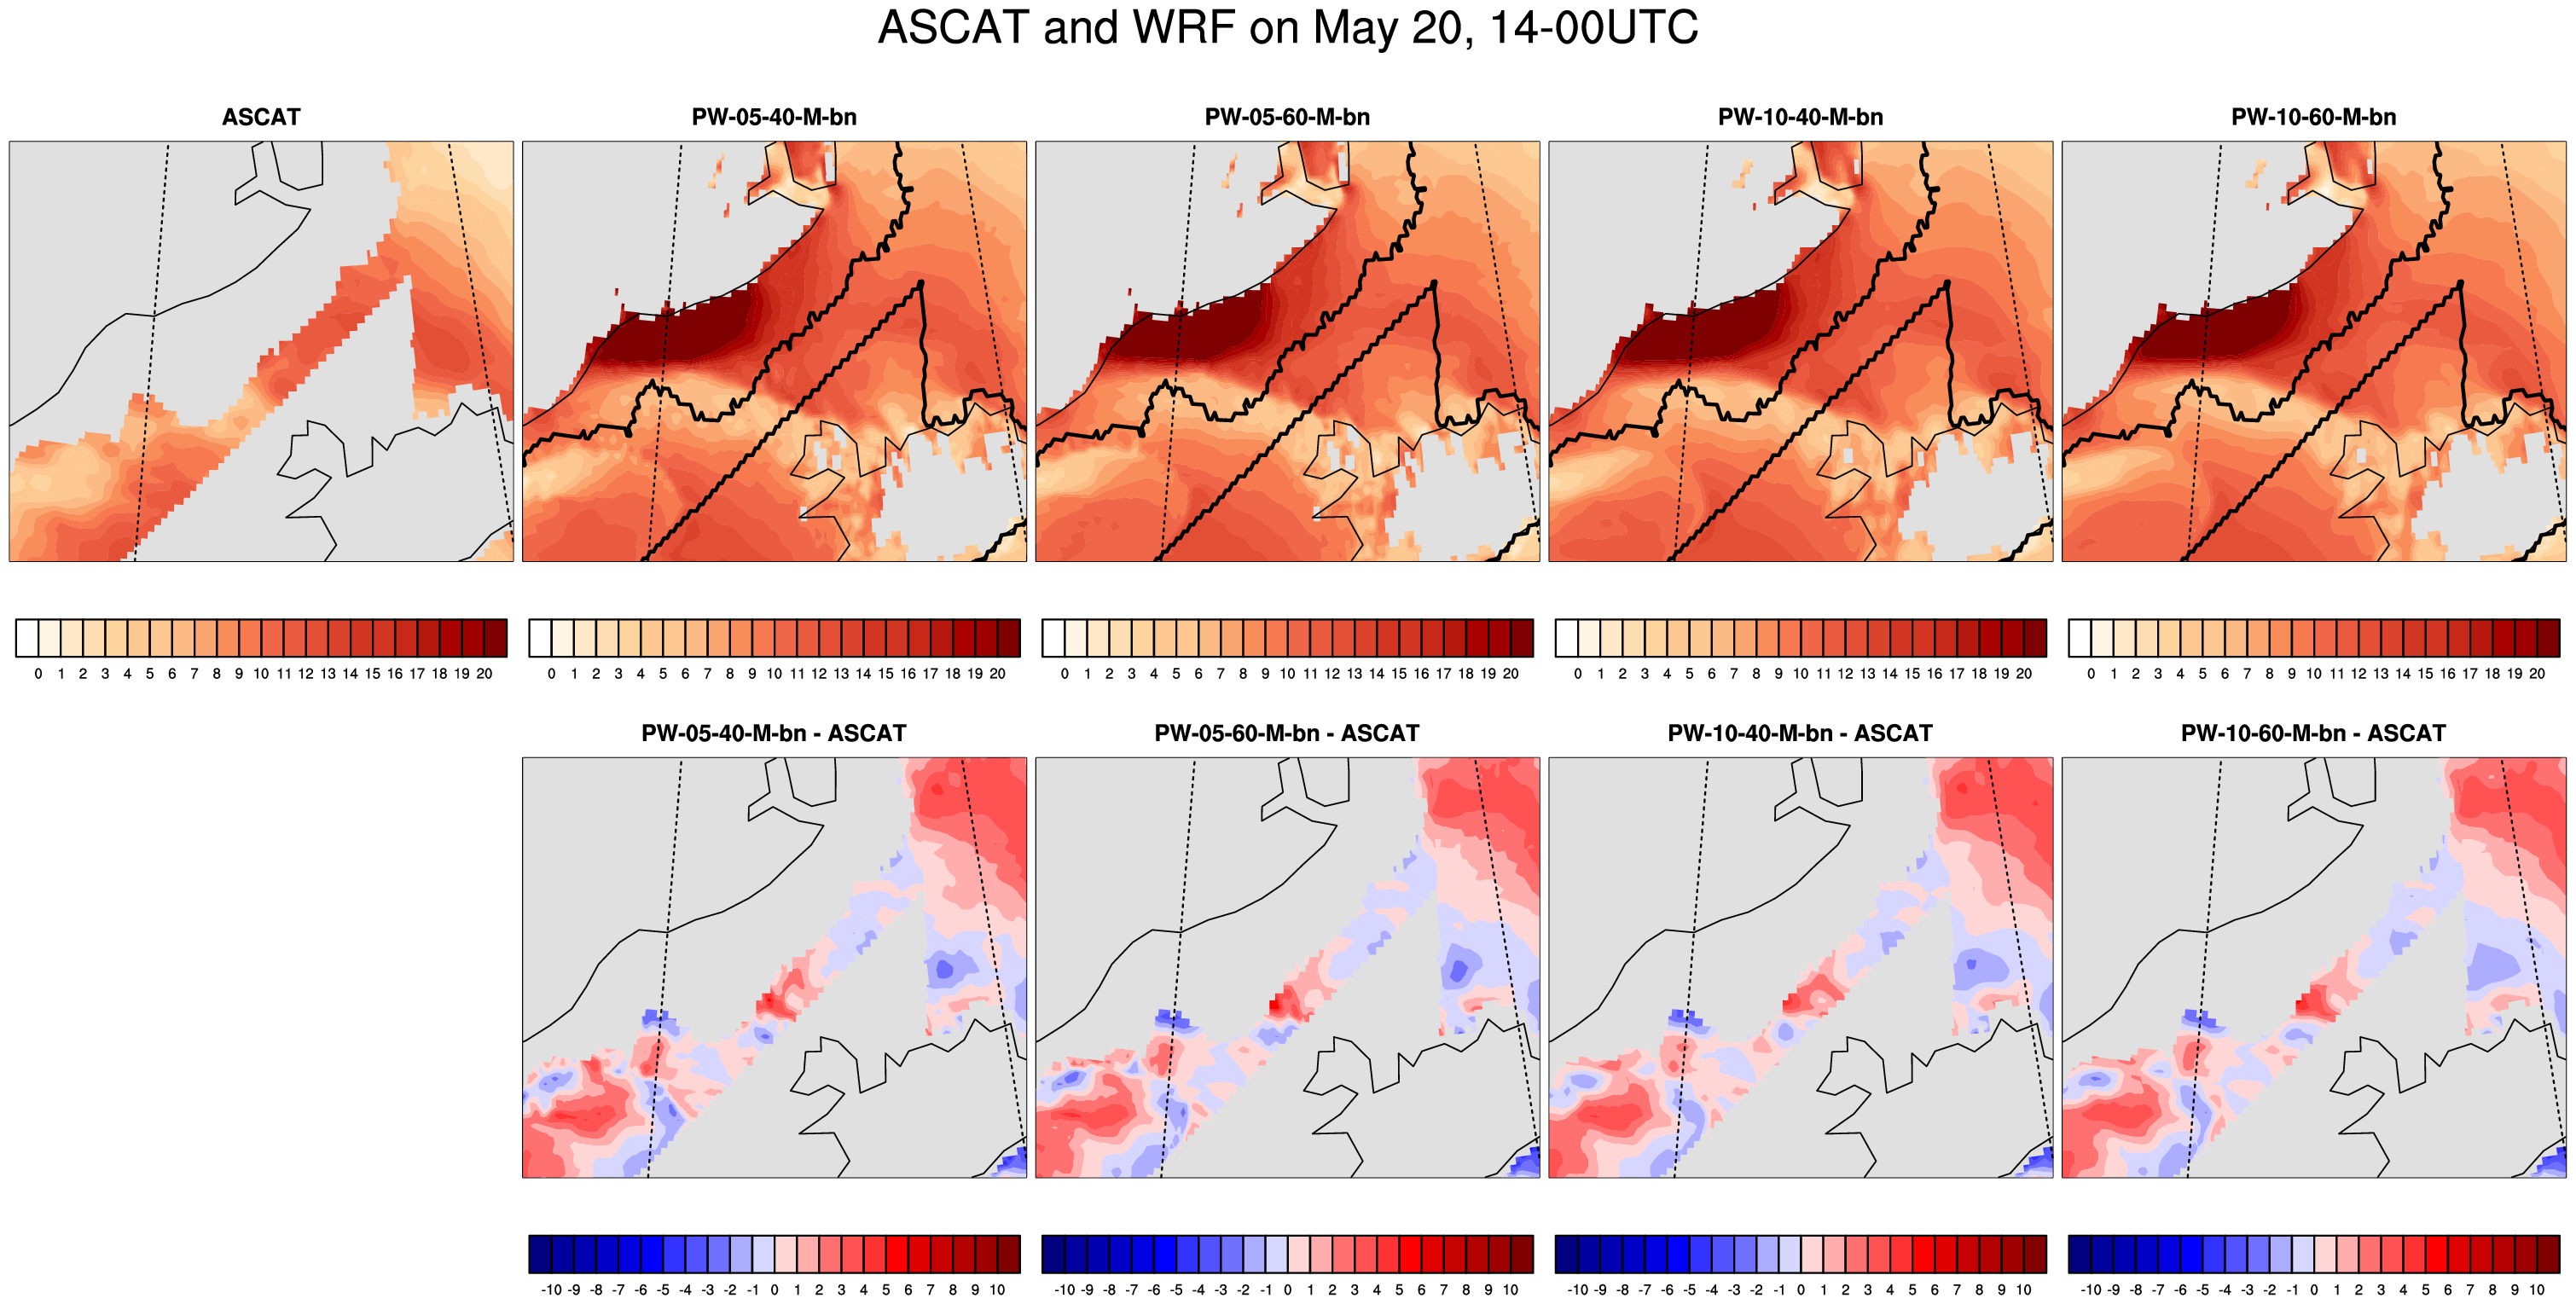 ASCAT and WRF on May 20, 14-00UTC
ASCAT PW-05-40-M-bn PW-05-60-M-bn PW-10-40-M-bn PW-10-60-M-bn
0 1 2 3 4 5 6 7 8 9 10 11 12 13 14 15 16 17 18 19 20 0 1 2 3 4 5 6 7 8 9 10 11 12 13 14 15 16 17 18 19 20 0 1 2 3 4 5 6 7 8 9 10 11 12 13 14 15 16 17 18 19 20 0 1 2 3 4 5 6 7 8 9 10 11 12 13 14 15 16 17 18 19 20 0 1 2 3 4 5 6 7 8 9 10 11 12 13 14 15 16 17 18 19 20
PW-05-40-M-bn - ASCAT PW-05-60-M-bn - ASCAT PW-10-40-M-bn - ASCAT PW-10-60-M-bn - ASCAT
-10 -9 -8 -7 -6 -5 -4 -3 -2 -1 0 1 2 3 4 5 6 7 8 9 10 -10 -9 -8 -7 -6 -5 -4 -3 -2 -1 0 1 2 3 4 5 6 7 8 9 10 -10 -9 -8 -7 -6 -5 -4 -3 -2 -1 0 1 2 3 4 5 6 7 8 9 10 -10 -9 -8 -7 -6 -5 -4 -3 -2 -1 0 1 2 3 4 5 6 7 8 9 10